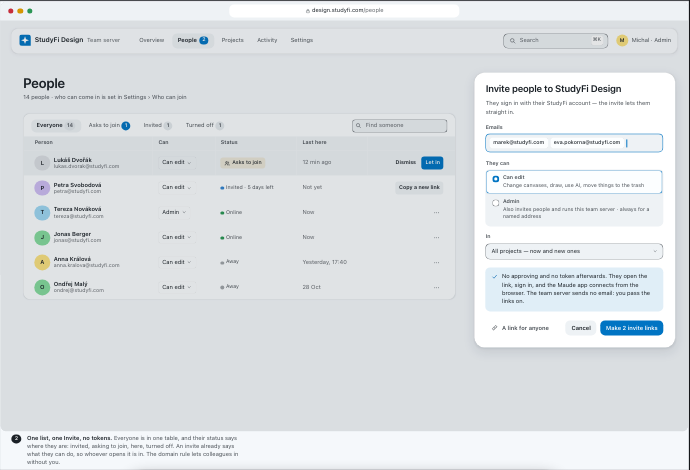 design.studyfi.com/people
StudyFi Design Team server Overview People 2 Projects Activity Settings Search ⌘K M Michal · Admin
People
14 people · who can come in is set in Settings › Who can join
Everyone 14 Asks to join 1 Invited 1 Turned off 1 Find someone
Person Can Status Last here
L Lukáš Dvořák Can edit Asks to join 12 min ago Dismiss Let in
lukas.dvorak@studyfi.com
P Petra Svobodová Can edit Invited · 5 days left Not yet Copy a new link
petra@studyfi.com
T Tereza Nováková Admin Online Now ...
tereza@studyfi.com
J Jonas Berger Can edit Online Now ...
jonas@studyfi.com
A Anna Králová Can edit Away Yesterday, 17:40 ...
anna.kralova@studyfi.com
O Ondřej Malý Can edit Away 28 Oct ...
ondrej@studyfi.com
Invite people to StudyFi Design
They sign in with their StudyFi account — the invite lets them
straight in.
Emails
marek@studyfi.com eva.pokorna@studyfi.com
They can
Can edit
Change canvases, draw, use AI, move things to the trash
Admin
Also invites people and runs this team server · always for a
named address
In
All projects — now and new ones
No approving and no token afterwards. They open the
link, sign in, and the Maude app connects from the
browser. The team server sends no email: you pass the
links on.
A link for anyone Cancel Make 2 invite links
2 One list, one Invite, no tokens. Everyone is in one table, and their status says
where they are: invited, asking to join, here, turned off. An invite already says
what they can do, so whoever opens it is in. The domain rule lets colleagues in
without you.